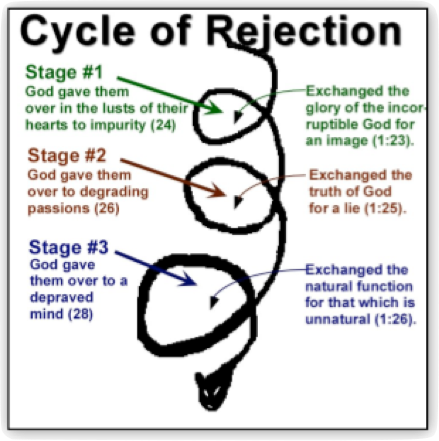 Cycle of Rejection
Stage #1
God gave them
over in the lusts of their
hearts to impurity (24)
Exchanged the
glory of the incor-
ruptible God for
an image (1:23).
Stage #2
God gave them
over to degrading
passions (26)
Exchanged the
truth of God
for a lie (1:25).
Stage #3
God gave
them over to a
depraved
mind (28)
Exchanged the
natural function
for that which is
unnatural (1:26).